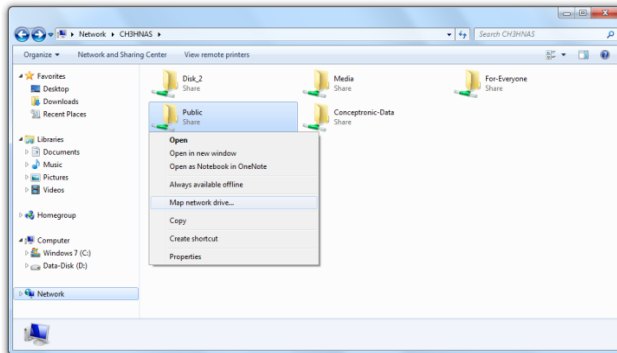 Network ▸ CH3HNAS ▸
Search CH3HNAS
Organize
Network and Sharing Center
View remote printers
Favorites
Desktop
Downloads
Recent Places
Libraries
Documents
Music
Pictures
Videos
Homegroup
Computer
Windows 7 (C:)
Data-Disk (D:)
Network
Disk_2
Share
Media
Share
For-Everyone
Share
Public
Share
Conceptronic-Data
Share
Open
Open in new window
Open as Notebook in OneNote
Always available offline
Map network drive...
Copy
Create shortcut
Properties